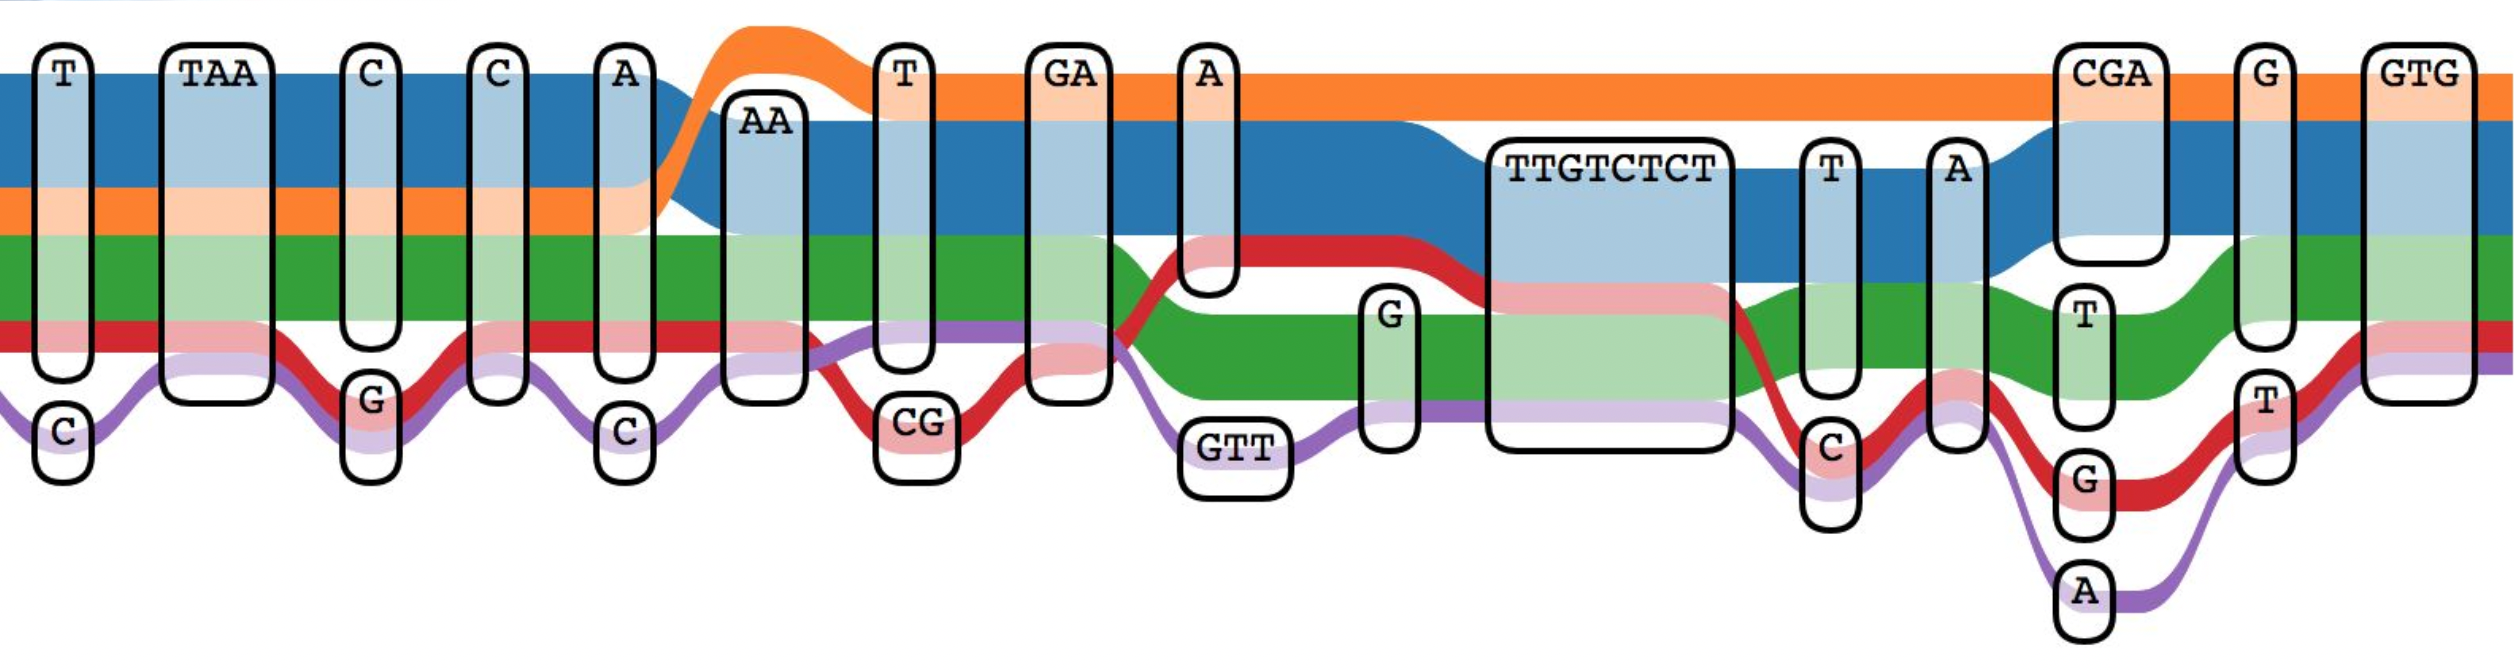 T TAA C C A AA T GA A G TTGTCTCT T A CGA G GTG
C G C CG GTT C T T
G
A